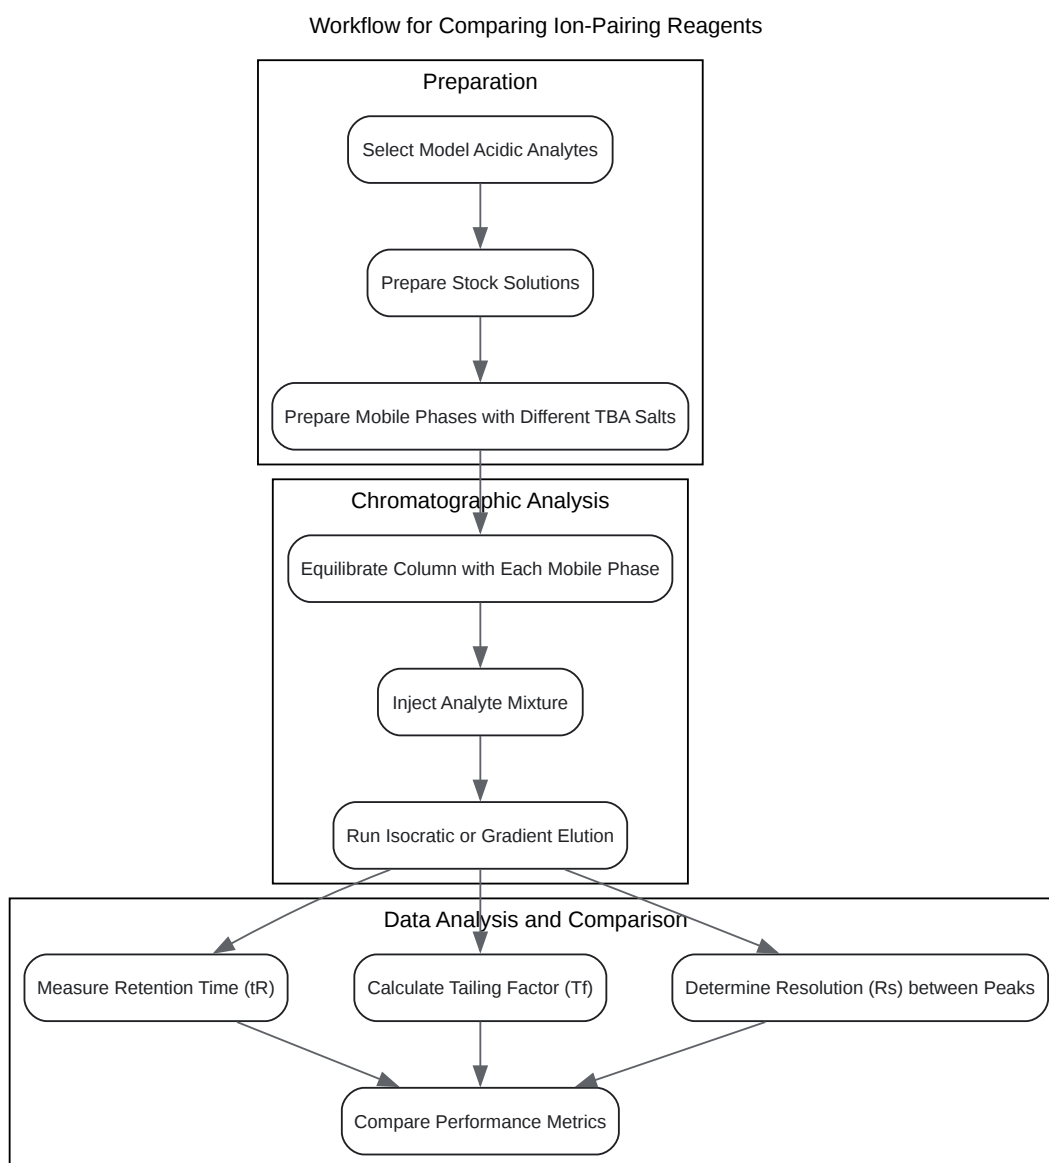 Workflow for Comparing Ion-Pairing Reagents
Preparation
Select Model Acidic Analytes
Prepare Stock Solutions
Prepare Mobile Phases with Different TBA Salts
Chromatographic Analysis
Equilibrate Column with Each Mobile Phase
Inject Analyte Mixture
Run Isocratic or Gradient Elution
Data Analysis and Comparison
Measure Retention Time (tR)
Calculate Tailing Factor (Tf)
Determine Resolution (Rs) between Peaks
Compare Performance Metrics